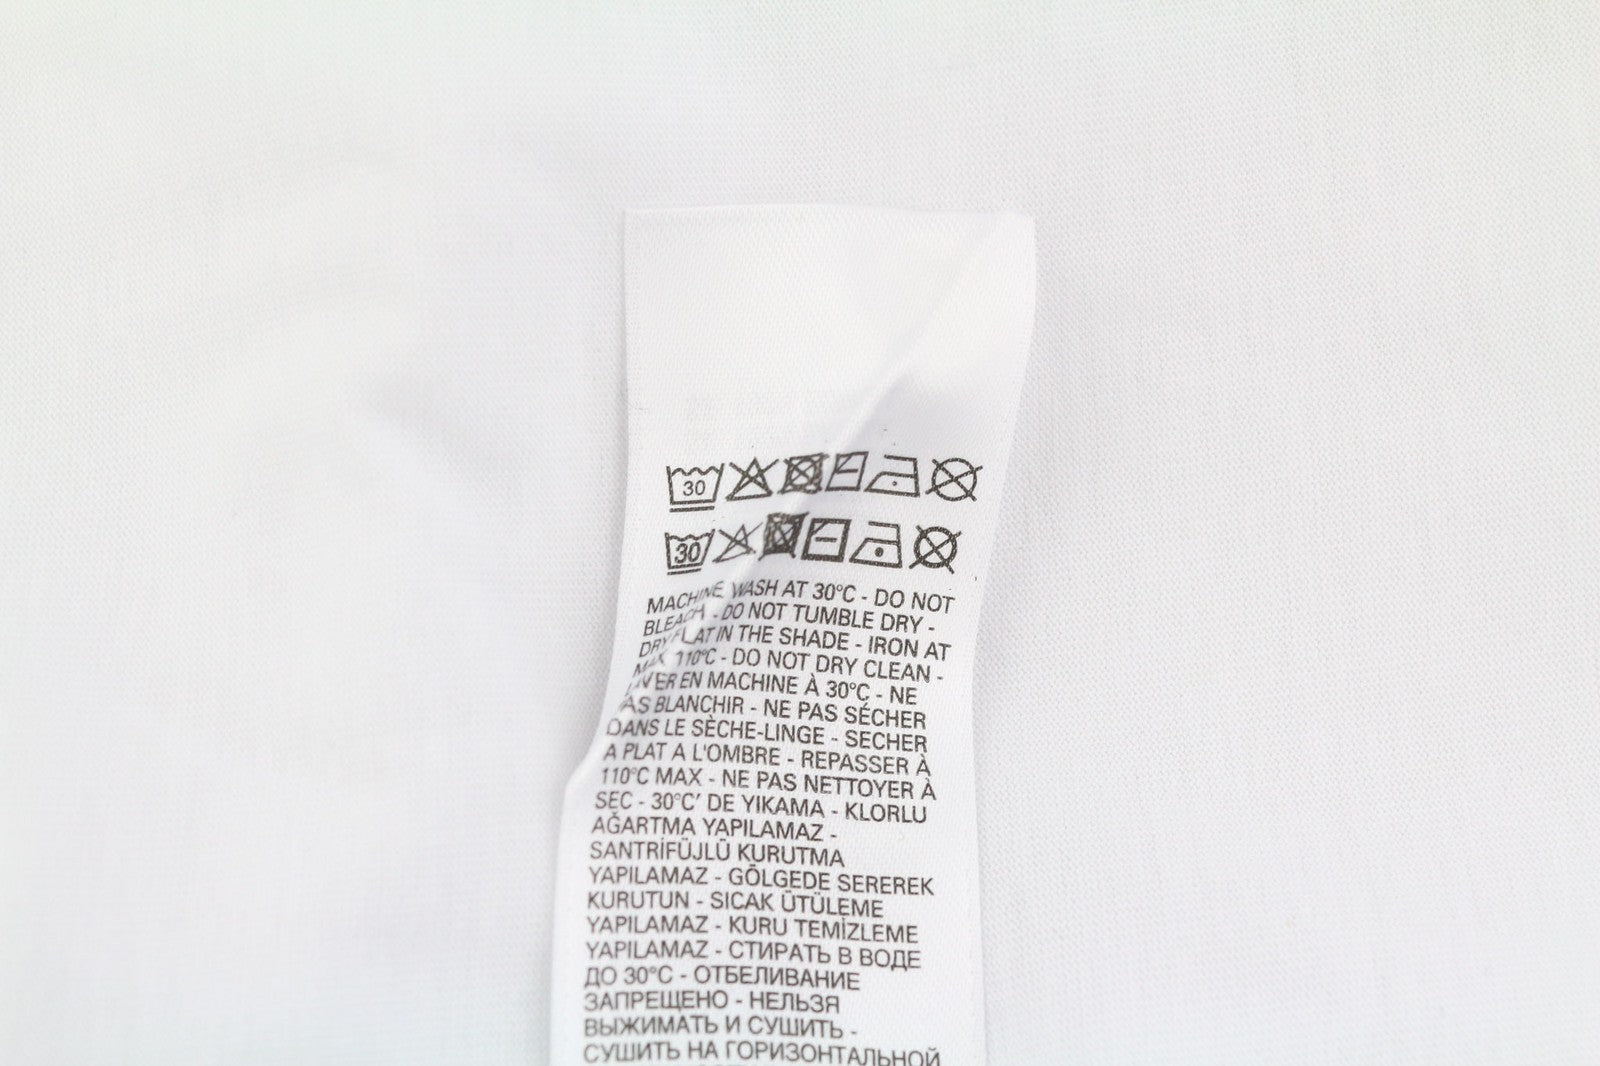 30
30
MACHINE WASH AT 30°C - DO NOT
BLEACH - DO NOT TUMBLE DRY -
DRY FLAT IN THE SHADE - IRON AT
MAX 110°C - DO NOT DRY CLEAN -
LAVER EN MACHINE À 30°C - NE
PAS BLANCHIR - NE PAS SÉCHER
DANS LE SÈCHE-LINGE - SECHER
A PLAT A L'OMBRE - REPASSER À
110°C MAX - NE PAS NETTOYER À
SEC - 30°C' DE YIKAMA - KLORLU
AĞARTMA YAPILAMAZ -
SANTRİFÜJLÜ KURUTMA
YAPILAMAZ - GÖLGEDE SEREREK
KURUTUN - SICAK ÜTÜLEME
YAPILAMAZ - KURU TEMİZLEME
YAPILAMAZ - СТИРАТЬ В ВОДЕ
ДО 30°C - ОТБЕЛИВАНИЕ
ЗАПРЕЩЕНО - НЕЛЬЗЯ
ВЫЖИМАТЬ И СУШИТЬ -
СУШИТЬ НА ГОРИЗОНТАЛЬНОЙ